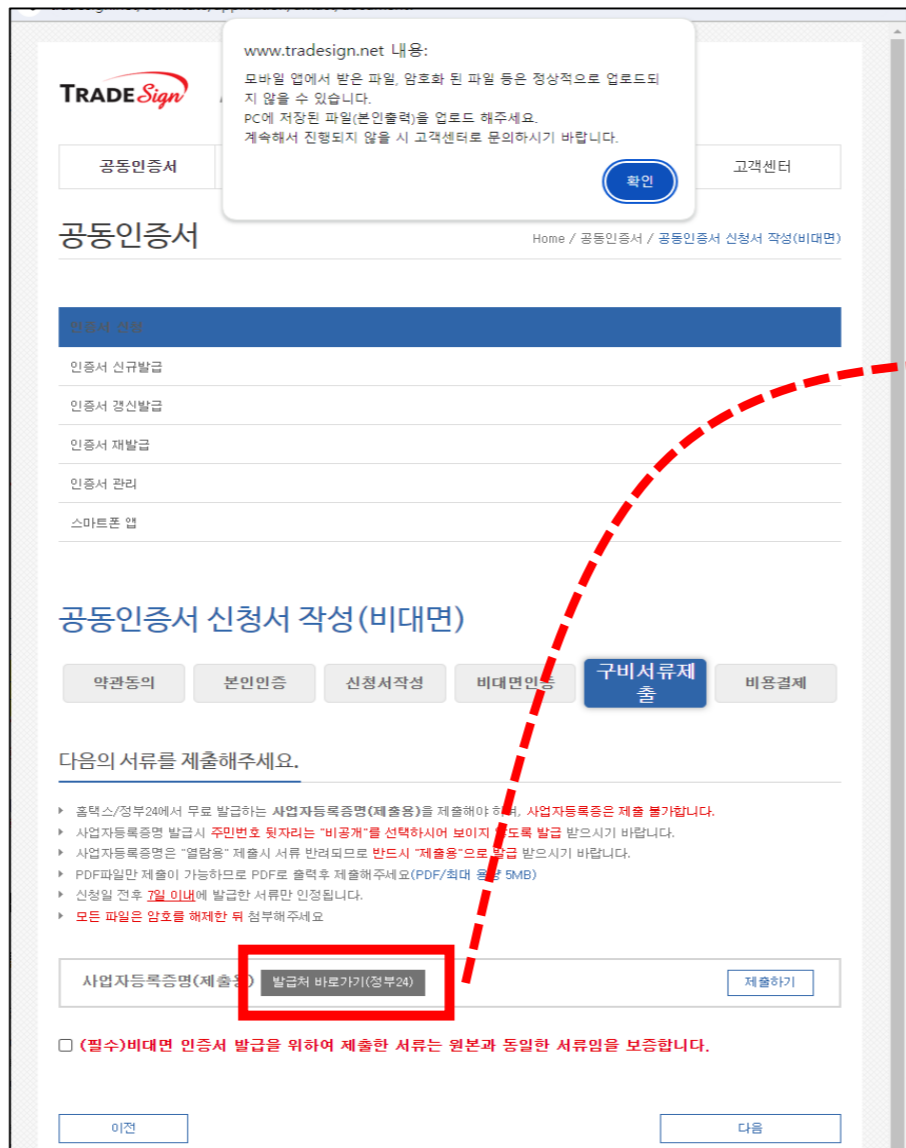 www.tradesign.net 내용:
모바일 앱에서 받은 파일, 암호화 된 파일 등은 정상적으로 업로드되
지 않을 수 있습니다.
PC에 저장된 파일(본인출력)을 업로드 해주세요.
계속해서 진행되지 않을 시 고객센터로 문의하시기 바랍니다.
확인
TRADESign
공동인증서
고객센터
공동인증서
Home / 공동인증서 / 공동인증서 신청서 작성(비대면)
인증서 신규발급
인증서 갱신발급
인증서 재발급
인증서 관리
스마트폰 앱
공동인증서 신청서 작성(비대면)
약관동의
본인인증
신청서작성
비대면인증
구비서류제
출
비용결제
다음의 서류를 제출해주세요.
홈택스/정부24에서 무료 발급하는 사업자등록증명(제출용)을 제출해야 하며, 사업자등록증은 제출 불가합니다.
사업자등록증명 발급시 주민번호 뒷자리는 "비공개"를 선택하시어 보이지 않도록 발급 받으시기 바랍니다.
사업자등록증명은 "열람용" 제출시 서류 반려되므로 반드시 "제출용"으로 발급 받으시기 바랍니다.
PDF파일만 제출이 가능하므로 PDF로 출력후 제출해주세요(PDF/최대 용량 5MB)
신청일 전후 7일 이내에 발급한 서류만 인정됩니다.
모든 파일은 암호를 해제한 뒤 첨부해주세요
사업자등록증명(제출용) 발급처 바로가기(정부24)
제출하기
(필수)비대면 인증서 발급을 위하여 제출한 서류는 원본과 동일한 서류임을 보증합니다.
이전
다음